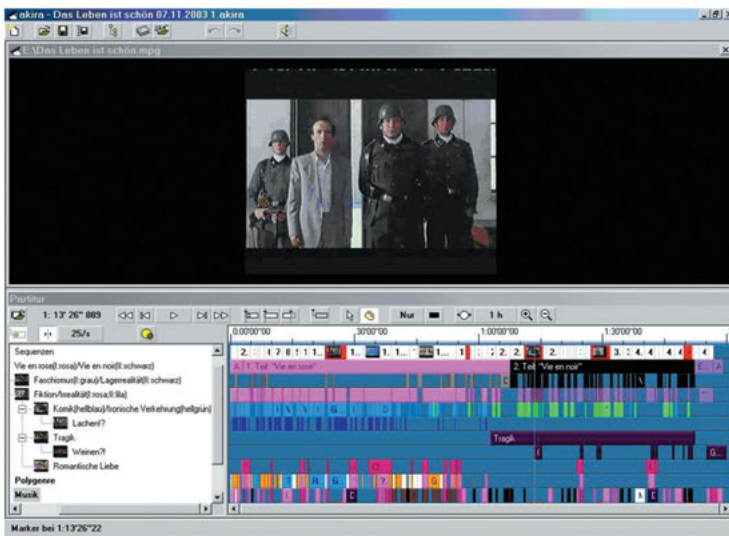 akira - Das Leben ist schön 07.11.2003 1.akira
E:\Das Leben ist schön.mpg
Partitur
1: 13' 26" 889
Nur
1 h
25/s
0:00'00"00
30'00"00
1:00'00"00
1:30'00"00
Sequenzen
Vie en rose(I:rosa)/Vie en noir(II:schwarz)
A.
1. Teil: "Vie en rose"
2. Teil: "Vie en noir"
E...
A
Faschismus(I:grau)/Lagerrealität(II:schwarz)
Fiktion/Irrealität(I:rosa;II:lila)
Komik(hellblau)/Ironische Verkehrung(hellgrün)
G...
Lachen!?
Tragik
Tragik
Weinen?!
G...
Romantische Liebe
Polygenre
Musik
Marker bei 1:13'26"22